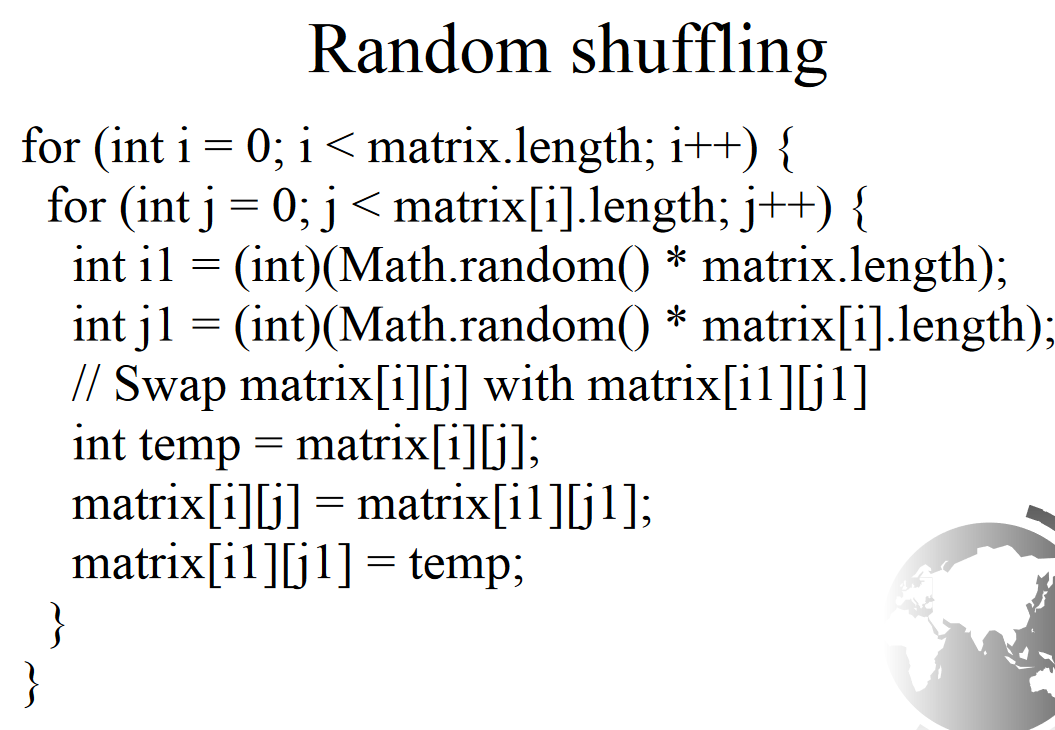 Random shuffling
for (int i = 0; i < matrix.length; i++) {
for (int j = 0; j < matrix[i].length; j++) {
int i1 = (int)(Math.random() * matrix.length);
int j1 = (int)(Math.random() * matrix[i].length);
// Swap matrix[i][j] with matrix[i1][j1]
int temp = matrix[i][j];
matrix[i][j] = matrix[i1][j1];
matrix[i1][j1] = temp;
}
}